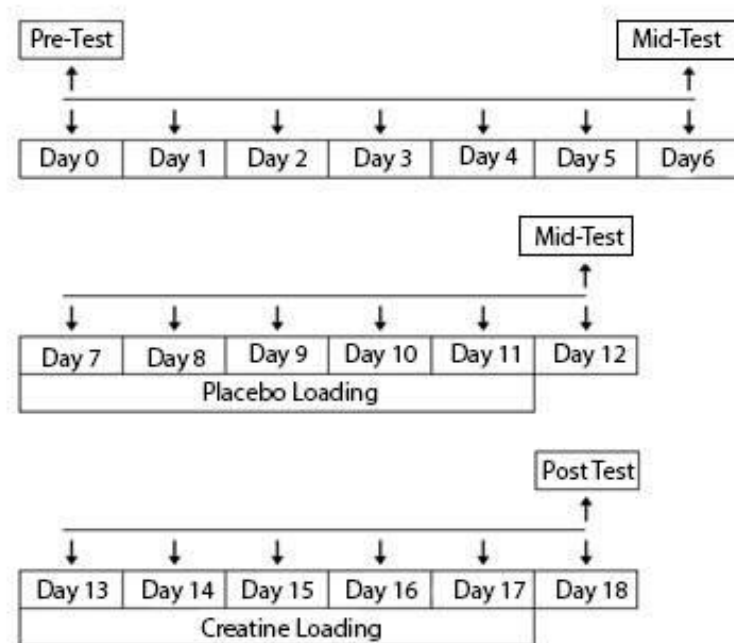 Pre-Test Mid-Test
Day 0 Day 1 Day 2 Day 3 Day 4 Day 5 Day6
Mid-Test
Day 7 Day 8 Day 9 Day 10 Day 11 Day 12
Placebo Loading
Post Test
Day 13 Day 14 Day 15 Day 16 Day 17 Day 18
Creatine Loading